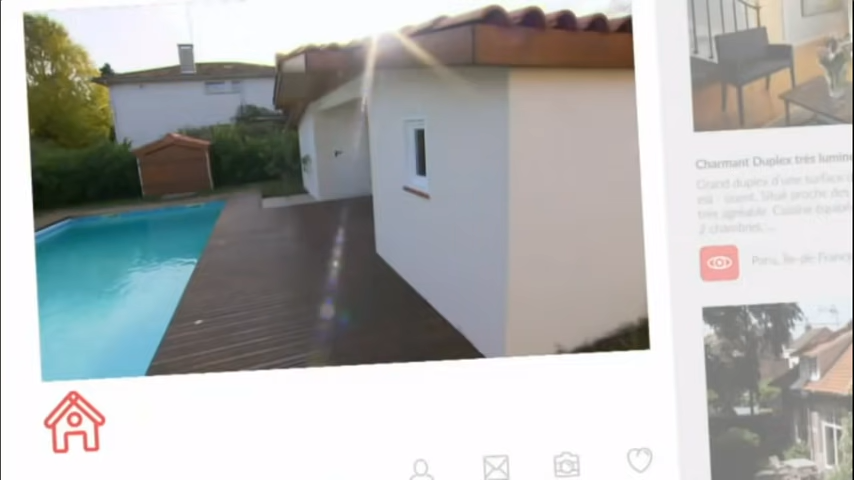 Charmant Duplex très lumine
Grand duplex d'une surface d
est - ouest. Situé proche des
très agréable. Cuisine équipé
2 chambres, ...
Paris, Île-de-France